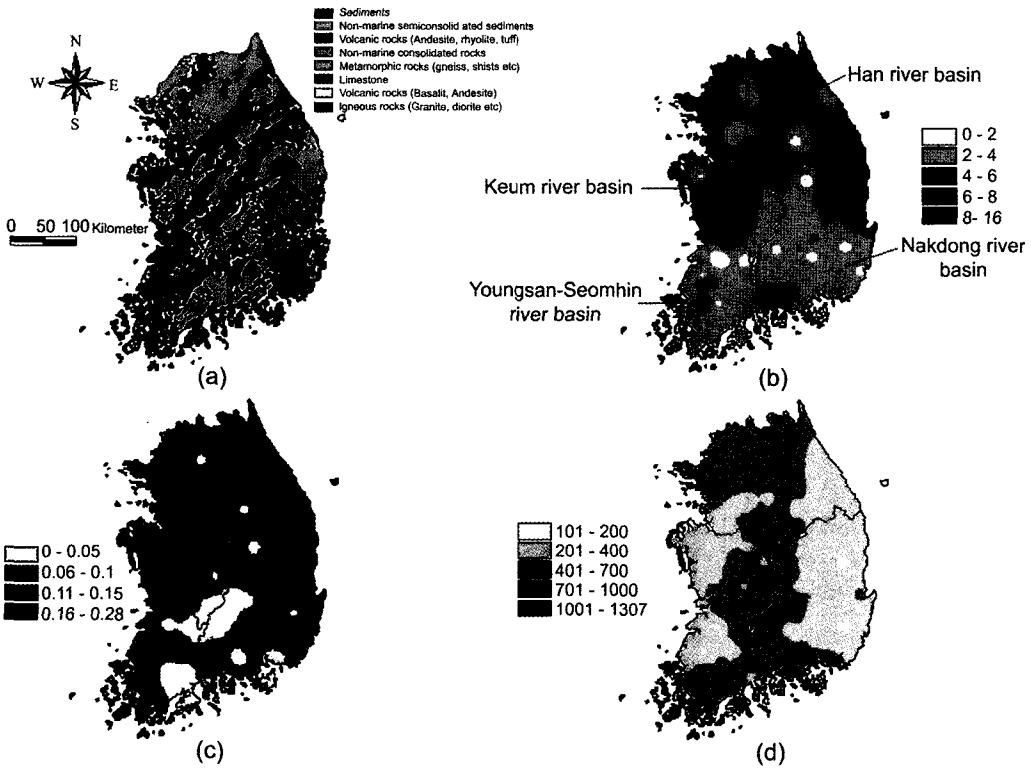 Sediments
Non-marine semiconsolid ated sediments
Volcanic rocks (Andesite, rhyolite, tuff)
Non-marine consolidated rocks
Metamorphic rocks (gneiss, shists etc)
Limestone
Volcanic rocks (Basalit, Andesite)
Igneous rocks (Granite, diorite etc)
N
W E
S
0 50 100 Kilometer
(a)
Han river basin
0 - 2
2 - 4
4 - 6
6 - 8
8- 16
Keum river basin
Nakdong river
basin
Youngsan-Seomhin
river basin
(b)
0 - 0.05
0.06 - 0.1
0.11 - 0.15
0.16 - 0.28
(c)
101 - 200
201 - 400
401 - 700
701 - 1000
1001 - 1307
(d)